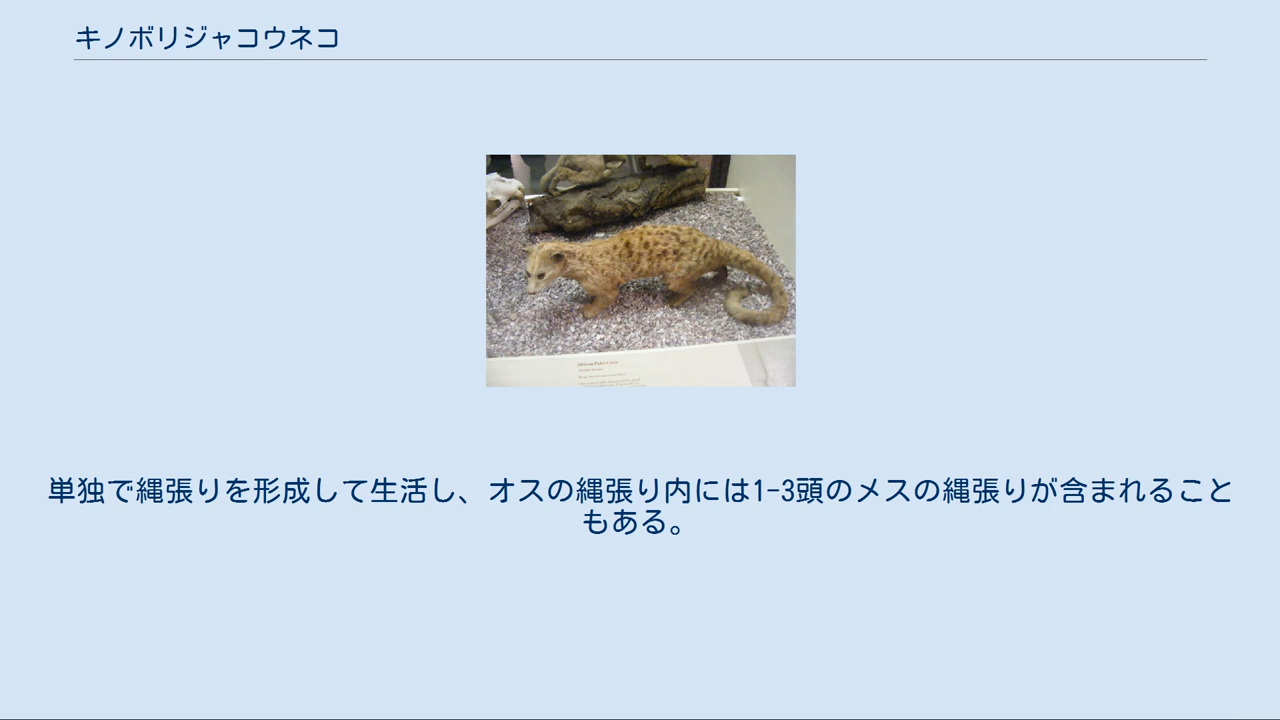 キノボリジャコウネコ
単独で縄張りを形成して生活し、オスの縄張り内には1-3頭のメスの縄張りが含まれること
もある。